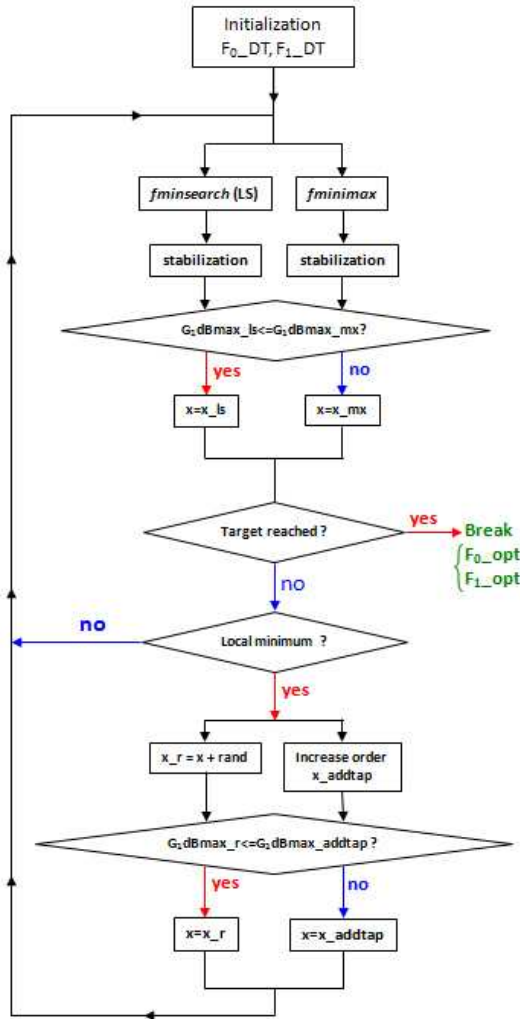 Initialization
F₀_DT, F₁_DT
fminsearch (LS)
fminimax
stabilization
stabilization
G₁dBmax_ls<=G₁dBmax_mx?
yes
no
x=x_ls
x=x_mx
Target reached ?
yes
Break
F₀_opt
F₁_opt
no
no
Local minimum ?
yes
x_r = x + rand
Increase order
x_addtap
G₁dBmax_r<=G₁dBmax_addtap ?
yes
no
x=x_r
x=x_addtap